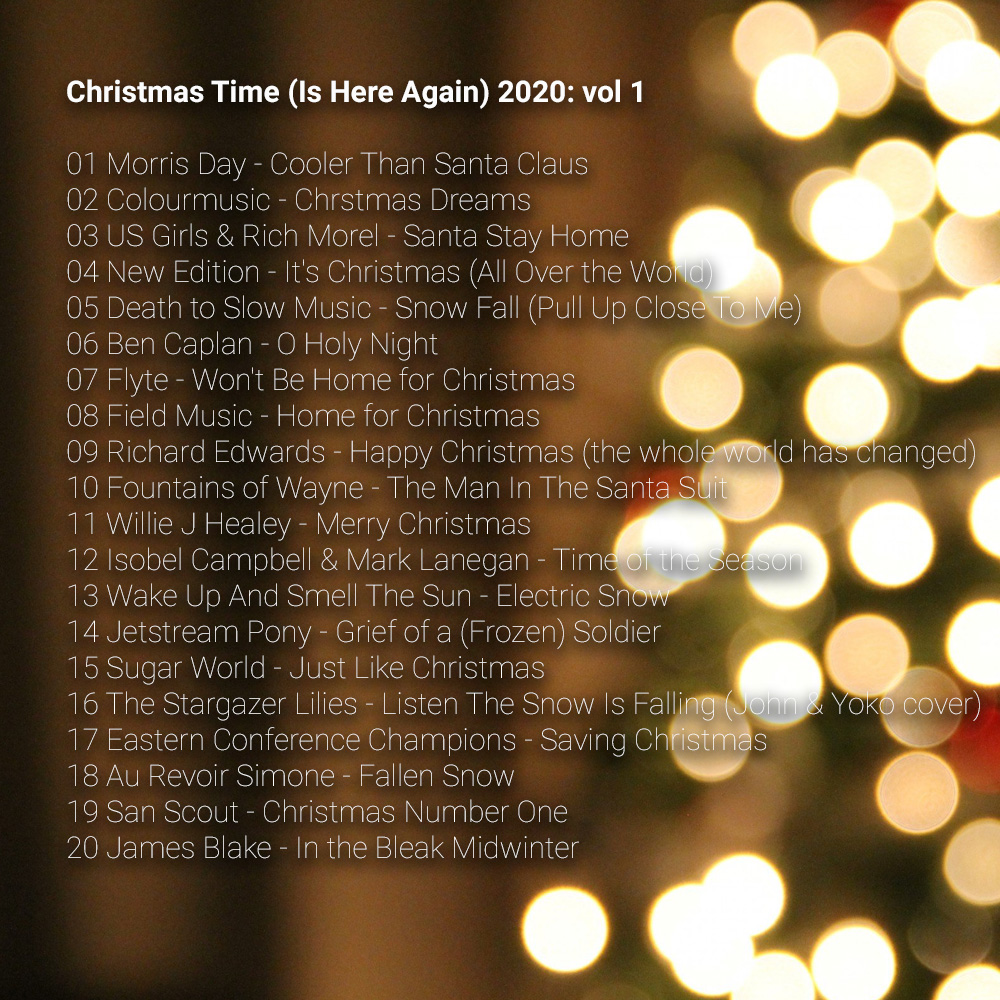 Christmas Time (Is Here Again) 2020: vol 1
01 Morris Day - Cooler Than Santa Claus
02 Colourmusic - Chrstmas Dreams
03 US Girls & Rich Morel - Santa Stay Home
04 New Edition - It's Christmas (All Over the World)
05 Death to Slow Music - Snow Fall (Pull Up Close To Me)
06 Ben Caplan - O Holy Night
07 Flyte - Won't Be Home for Christmas
08 Field Music - Home for Christmas
09 Richard Edwards - Happy Christmas (the whole world has changed)
10 Fountains of Wayne - The Man In The Santa Suit
11 Willie J Healey - Merry Christmas
12 Isobel Campbell & Mark Lanegan - Time of the Season
13 Wake Up And Smell The Sun - Electric Snow
14 Jetstream Pony - Grief of a (Frozen) Soldier
15 Sugar World - Just Like Christmas
16 The Stargazer Lilies - Listen The Snow Is Falling (John & Yoko cover)
17 Eastern Conference Champions - Saving Christmas
18 Au Revoir Simone - Fallen Snow
19 San Scout - Christmas Number One
20 James Blake - In the Bleak Midwinter